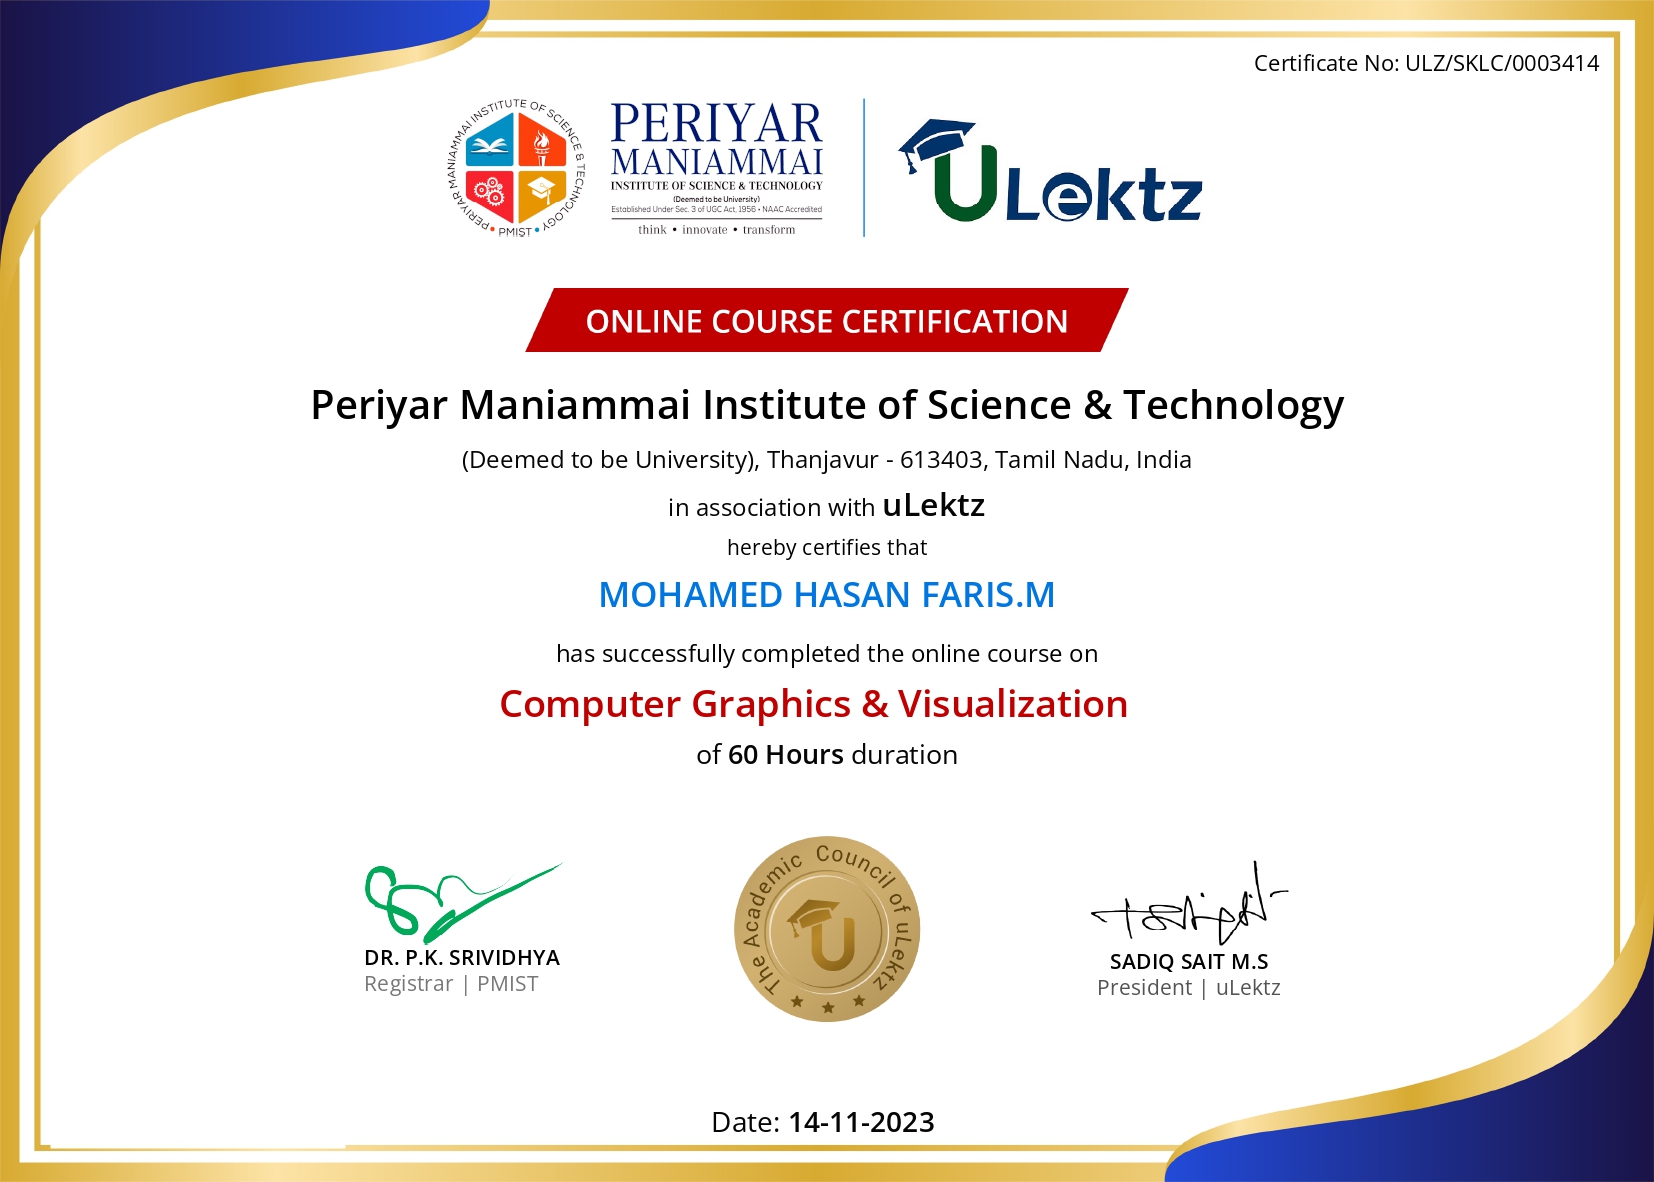 Certificate No: ULZ/SKLC/0003414
PERIYAR MANIAMMAI INSTITUTE OF SCIENCE & TECHNOLOGY
• PMIST •
PERIYAR
MANIAMMAI
INSTITUTE OF SCIENCE & TECHNOLOGY
(Deemed to be University)
Established Under Sec. 3 of UGC Act, 1956 • NAAC Accredited
think • innovate • transform
ULektz
ONLINE COURSE CERTIFICATION
Periyar Maniammai Institute of Science & Technology
(Deemed to be University), Thanjavur - 613403, Tamil Nadu, India
in association with uLektz
hereby certifies that
MOHAMED HASAN FARIS.M
has successfully completed the online course on
Computer Graphics & Visualization
of 60 Hours duration
The Academic Council of uLektz
U
DR. P.K. SRIVIDHYA
Registrar | PMIST
SADIQ SAIT M.S
President | uLektz
Date: 14-11-2023